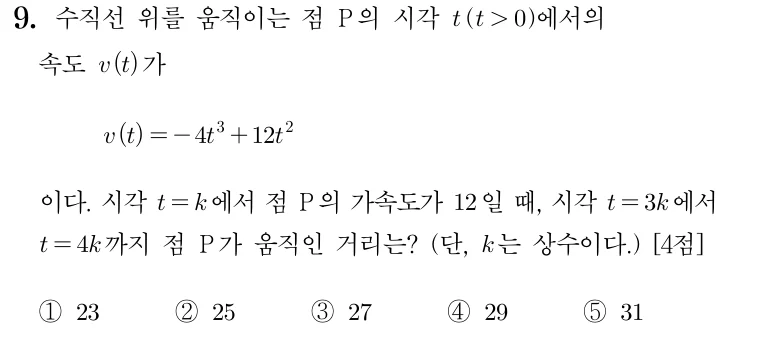 9. 수직선 위를 움직이는 점 P의 시각 t(t>0)에서의
속도 v(t)가
v(t)=-4t³+12t²
이다. 시각 t=k에서 점 P의 가속도가 12일 때, 시각 t=3k에서
t=4k까지 점 P가 움직인 거리는? (단, k는 상수이다.) [4점]
① 23 ② 25 ③ 27 ④ 29 ⑤ 31